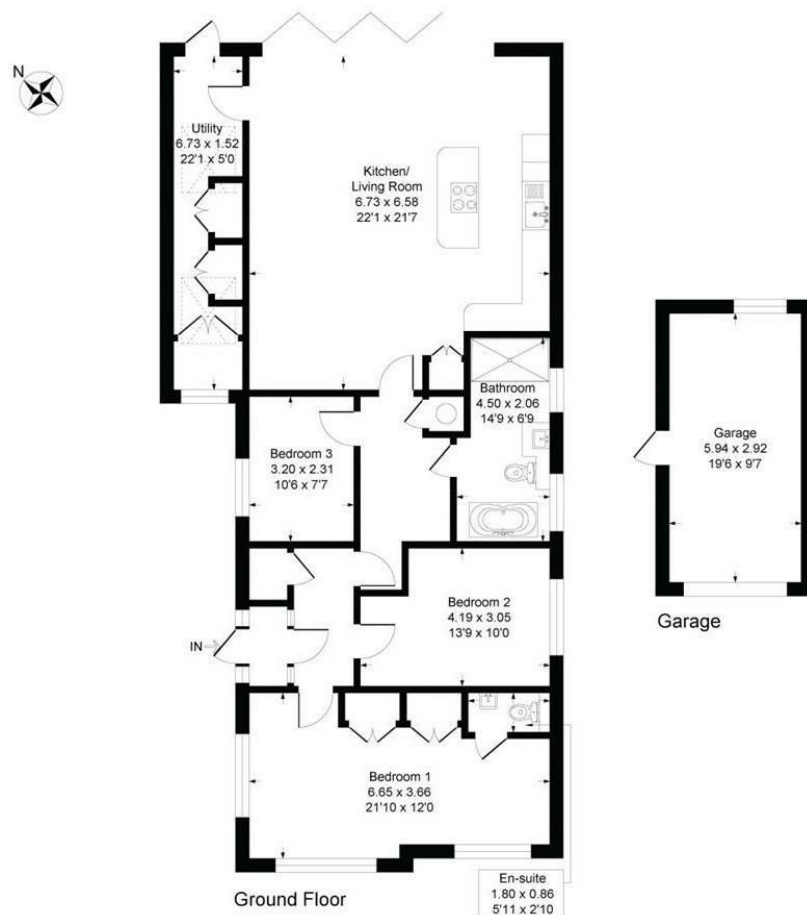 N
Utility
6.73 x 1.52
22'1 x 5'0
Kitchen/
Living Room
6.73 x 6.58
22'1 x 21'7
Bathroom
4.50 x 2.06
14'9 x 6'9
Garage
5.94 x 2.92
19'6 x 9'7
Bedroom 3
3.20 x 2.31
10'6 x 7'7
Garage
Bedroom 2
4.19 x 3.05
13'9 x 10'0
IN
Bedroom 1
6.65 x 3.66
21'10 x 12'0
En-suite
1.80 x 0.86
5'11 x 2'10
Ground Floor